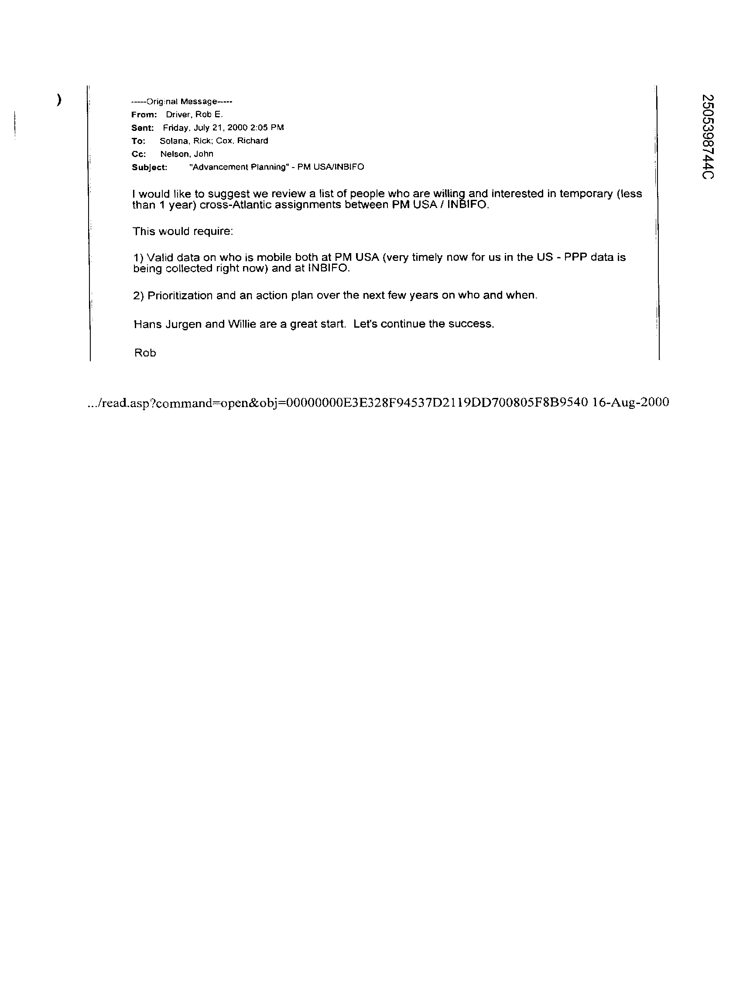 )
-----Original Message-----
From: Driver, Rob E.
Sent: Friday, July 21, 2000 2:05 PM
To: Solana, Rick; Cox, Richard
Cc: Nelson, John
Subject: "Advancement Planning" - PM USA/INBIFO
I would like to suggest we review a list of people who are willing and interested in temporary (less
than 1 year) cross-Atlantic assignments between PM USA / INBIFO.
This would require:
1) Valid data on who is mobile both at PM USA (very timely now for us in the US - PPP data is
being collected right now) and at INBIFO.
2) Prioritization and an action plan over the next few years on who and when.
Hans Jurgen and Willie are a great start. Let's continue the success.
Rob
.../read.asp?command=open&obj=00000000E3E328F94537D2119DD700805F8B9540 16-Aug-2000
2505398744C